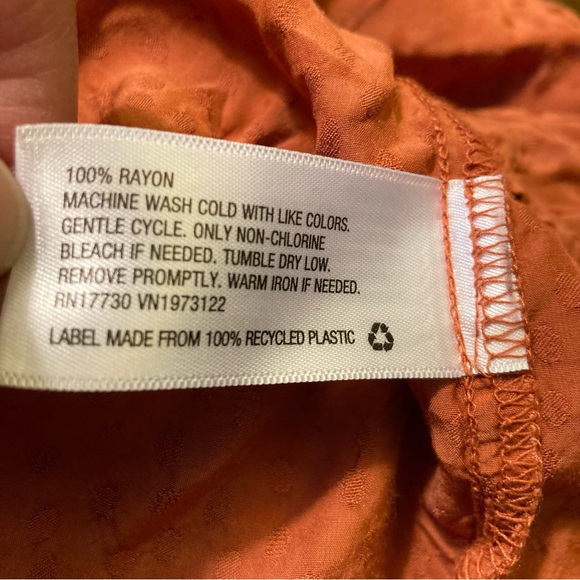 100% RAYON
MACHINE WASH COLD WITH LIKE COLORS.
GENTLE CYCLE. ONLY NON-CHLORINE
BLEACH IF NEEDED. TUMBLE DRY LOW.
REMOVE PROMPTLY. WARM IRON IF NEEDED.
RN17730 VN1973122
LABEL MADE FROM 100% RECYCLED PLASTIC